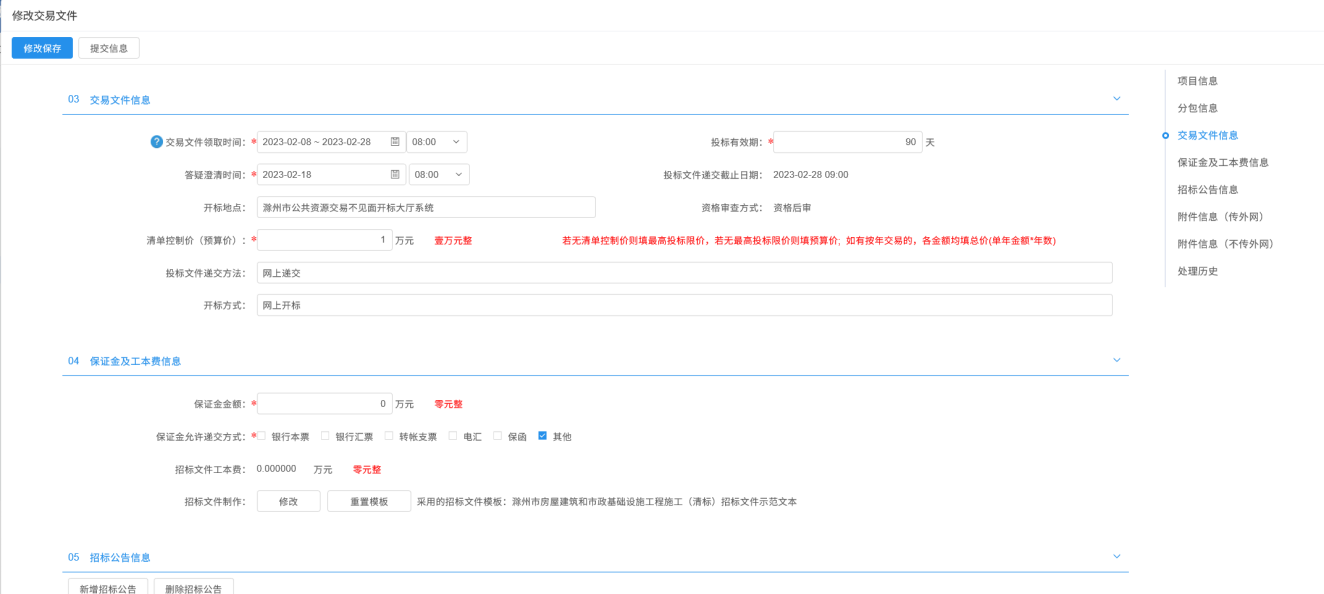 修改交易文件
修改保存 提交信息
03 交易文件信息
? 交易文件领取时间：* 2023-02-08 ~ 2023-02-28 08:00 投标有效期：* 90 天
答疑澄清时间：* 2023-02-18 08:00 投标文件递交截止日期： 2023-02-28 09:00
开标地点： 滁州市公共资源交易不见面开标大厅系统 资格审查方式： 资格后审
清单控制价（预算价）：* 1 万元 壹万元整 若无清单控制价则填最高投标限价，若无最高投标限价则填预算价; 如有按年交易的，各金额均填总价(单年金额*年数)
投标文件递交方法： 网上递交
开标方式： 网上开标
04 保证金及工本费信息
保证金金额：* 0 万元 零元整
保证金允许递交方式：* 银行本票 银行汇票 转帐支票 电汇 保函 其他
招标文件工本费： 0.000000 万元 零元整
招标文件制作： 修改 重置模板 采用的招标文件模板：滁州市房屋建筑和市政基础设施工程施工（清标）招标文件示范文本
05 招标公告信息
新增招标公告 删除招标公告
项目信息
分包信息
交易文件信息
保证金及工本费信息
招标公告信息
附件信息（传外网）
附件信息（不传外网）
处理历史